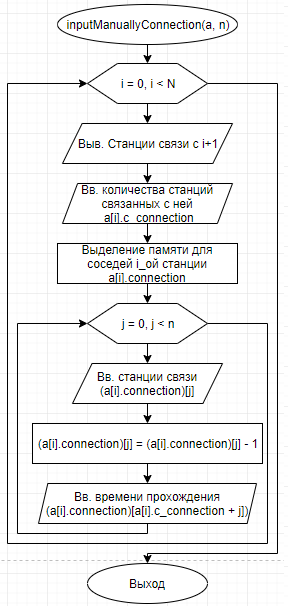 inputManuallyConnection(a, n)
i = 0, i < N
Выв. Станции связи с i+1
Вв. количества станций
связанных с ней
a[i].c_connection
Выделение памяти для
соседей i_ой станции
a[i].connection
j = 0, j < n
Вв. станции связи
(a[i].connection)[j]
(a[i].connection)[j] = (a[i].connection)[j] - 1
Вв. времени прохождения
(a[i].connection)[a[i].c_connection + j])
Выход